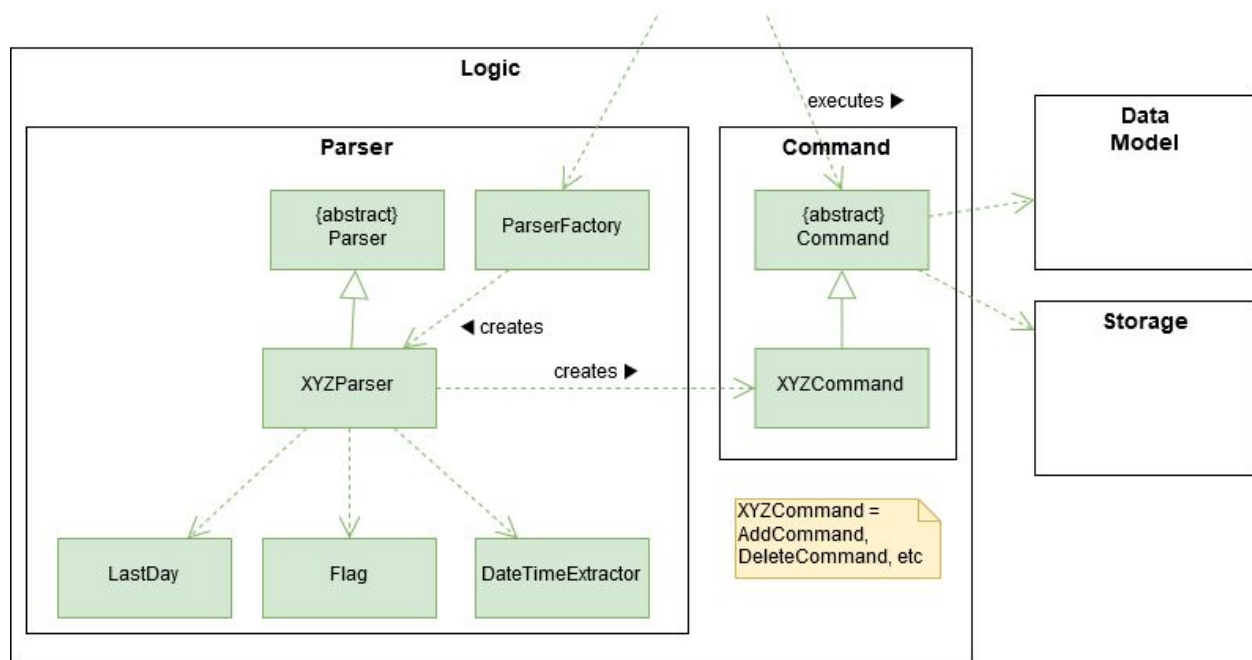 Logic
executes ▶
Data
Model
Parser
Command
{abstract}
Parser
ParserFactory
{abstract}
Command
◀ creates
Storage
XYZParser
creates ▶
XYZCommand
XYZCommand =
AddCommand,
DeleteCommand, etc
LastDay
Flag
DateTimeExtractor